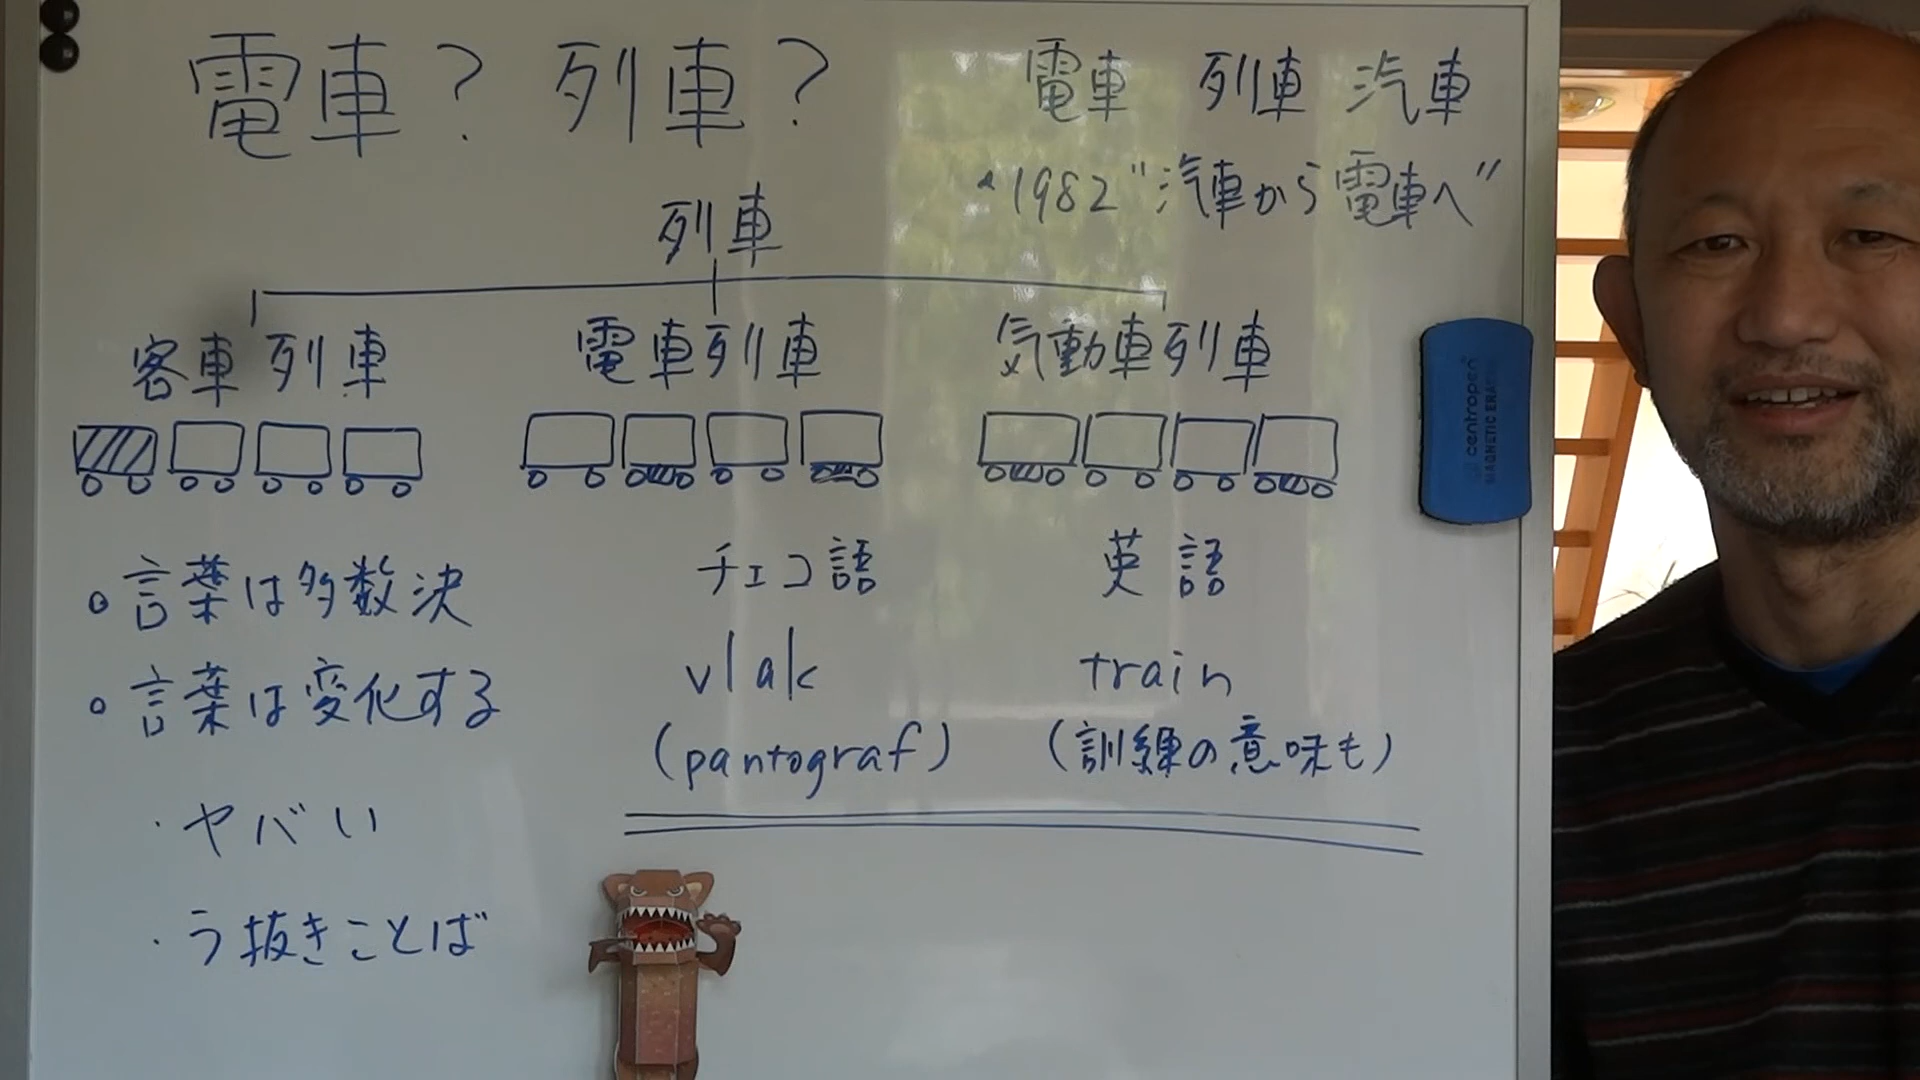 電車? 列車?
電車 列車 汽車
・1982 "汽車から電車へ"
列車
客車列車
電車列車
気動車列車
centropen
MAGNETIC ERASER
。言葉は多数決
。言葉は変化する
・ヤバい
・ら抜きことば
チェコ語
vlak
(pantograf)
英語
train
(訓練の意味も)